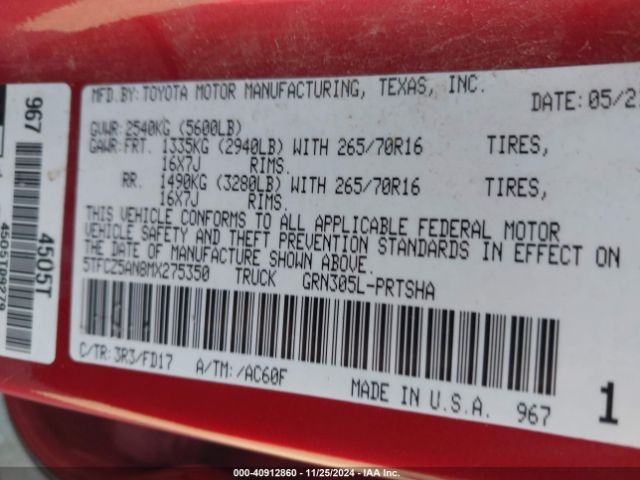 MFD.BY:TOYOTA MOTOR MANUFACTURING, TEXAS, INC.
DATE:05/21
GVWR:2540KG (5600LB)
GAWR:FRT. 1335KG (2940LB) WITH 265/70R16 TIRES,
16X7J RIMS.
RR. 1490KG (3280LB) WITH 265/70R16 TIRES,
16X7J RIMS.
THIS VEHICLE CONFORMS TO ALL APPLICABLE FEDERAL MOTOR
VEHICLE SAFETY AND THEFT PREVENTION STANDARDS IN EFFECT ON
THE DATE OF MANUFACTURE SHOWN ABOVE.
5TFCZ5AN8MX275350 TRUCK GRN305L-PRTSHA
C/TR:3R3/FD17 A/TM:/AC60F
MADE IN U.S.A. 967
1
967
4505T
000-40912860 - 11/25/2024 - IAA Inc.